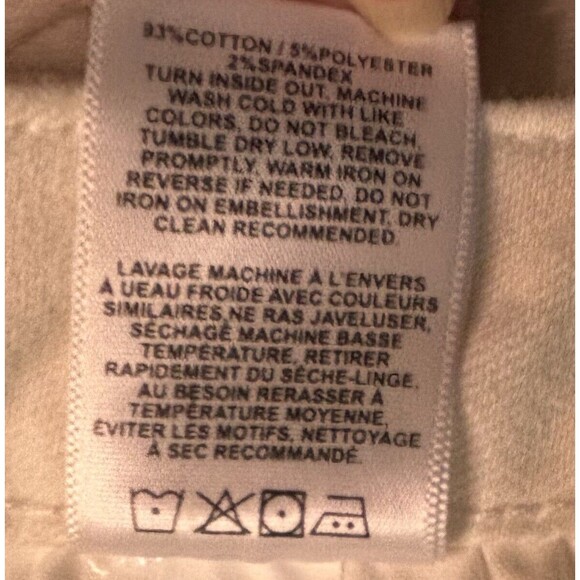 93%COTTON / 5%POLYESTER
2%SPANDEX
TURN INSIDE OUT. MACHINE
WASH COLD WITH LIKE
COLORS, DO NOT BLEACH,
TUMBLE DRY LOW, REMOVE
PROMPTLY, WARM IRON ON
REVERSE IF NEEDED, DO NOT
IRON ON EMBELLISHMENT, DRY
CLEAN RECOMMENDED.
LAVAGE MACHINE À L'ENVERS
À UEAU FROIDE AVEC COULEURS
SIMILAIRES,NE RAS JAVELUSER,
SÉCHAGE MACHINE BASSE
TEMPÉRATURE, RETIRER
RAPIDEMENT DU SÈCHE-LINGE,
AU BESOIN RERASSER À
TEMPÉRATURE MOYENNE,
ÉVITER LES MOTIFS, NETTOYAGE
À SEC RECOMMANDÉ.